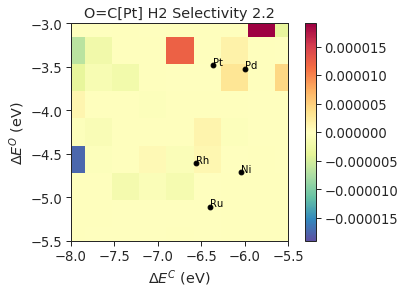 O=C[Pt] H2 Selectivity 2.2
−3.0
−3.5
−4.0
−4.5
−5.0
−5.5
ΔE^O (eV)
Pt
Pd
Rh
Ni
Ru
−8.0 −7.5 −7.0 −6.5 −6.0 −5.5
ΔE^C (eV)
0.000015
0.000010
0.000005
0.000000
−0.000005
−0.000010
−0.000015